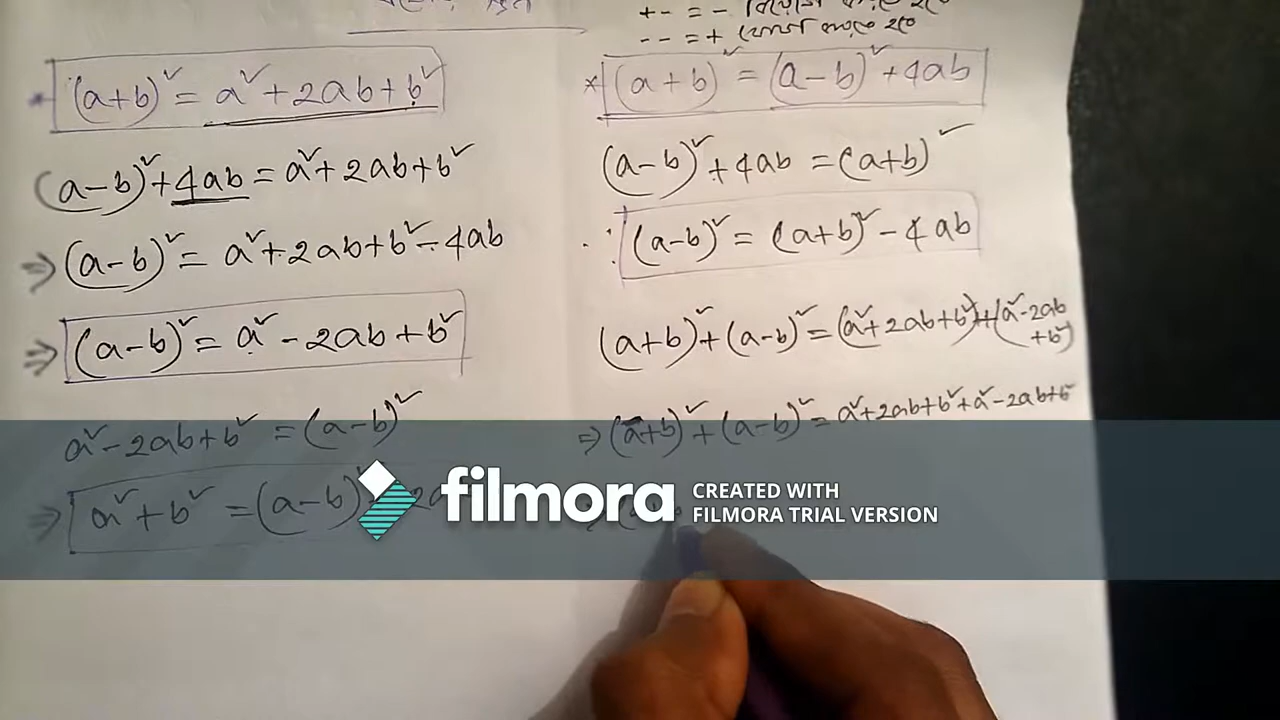 +- = -
-- = + যোগ করতে হবে
* (a+b)² = a²+2ab+b²
(a-b)²+4ab = a²+2ab+b²
⇒ (a-b)² = a²+2ab+b²-4ab
⇒ (a-b)² = a²-2ab+b²
a²-2ab+b² = (a-b)²
⇒ a²+b² = (a-b)²
* (a+b)² = (a-b)²+4ab
(a-b)²+4ab = (a+b)²
∴ (a-b)² = (a+b)²-4ab
(a+b)²+(a-b)² = (a²+2ab+b²)+(a²-2ab
+b²)
⇒ (a+b)²+(a-b)² = a²+2ab+b²+a²-2ab+b²
filmora
CREATED WITH
FILMORA TRIAL VERSION